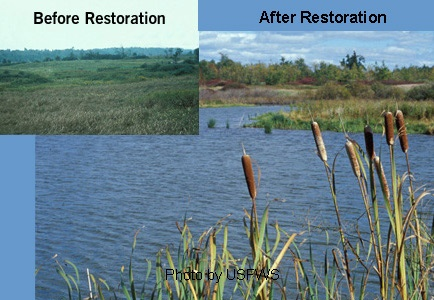 Before Restoration
After Restoration
Photo by USFWS